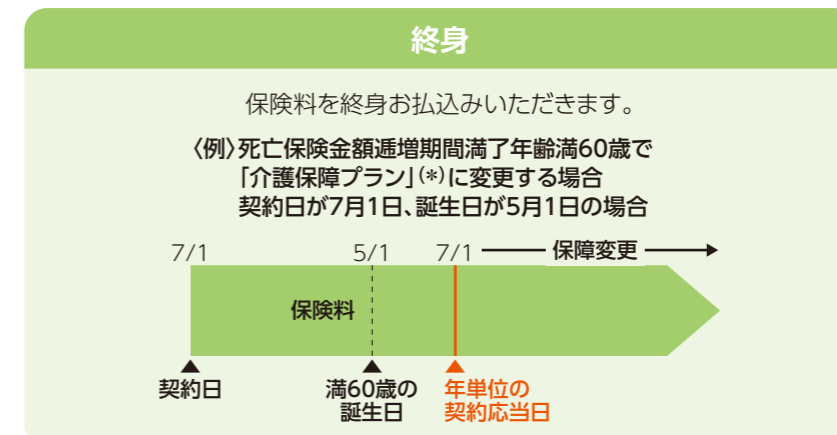 終身
保険料を終身お払込みいただきます。
〈例〉死亡保険金額逓増期間満了年齢満60歳で
「介護保障プラン」(*)に変更する場合
契約日が7月1日、誕生日が5月1日の場合
7/1 5/1 7/1 保障変更
保険料
契約日 満60歳の 年単位の
誕生日 契約応当日